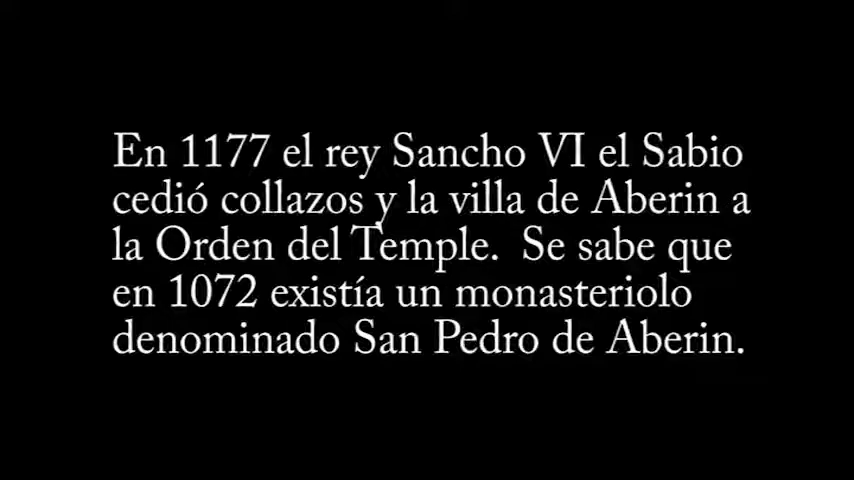 En 1177 el rey Sancho VI el Sabio
cedió collazos y la villa de Aberin a
la Orden del Temple.  Se sabe que
en 1072 existía un monasteriolo
denominado San Pedro de Aberin.